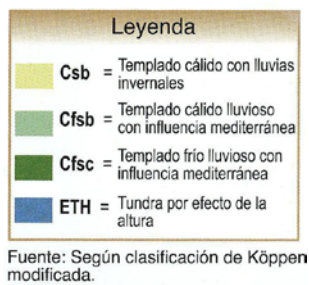 Leyenda
Csb = Templado cálido con lluvias
invernales
Cfsb = Templado cálido lluvioso
con influencia mediterránea
Cfsc = Templado frío lluvioso con
influencia mediterránea
ETH = Tundra por efecto de la
altura
Fuente: Según clasificación de Köppen
modificada.